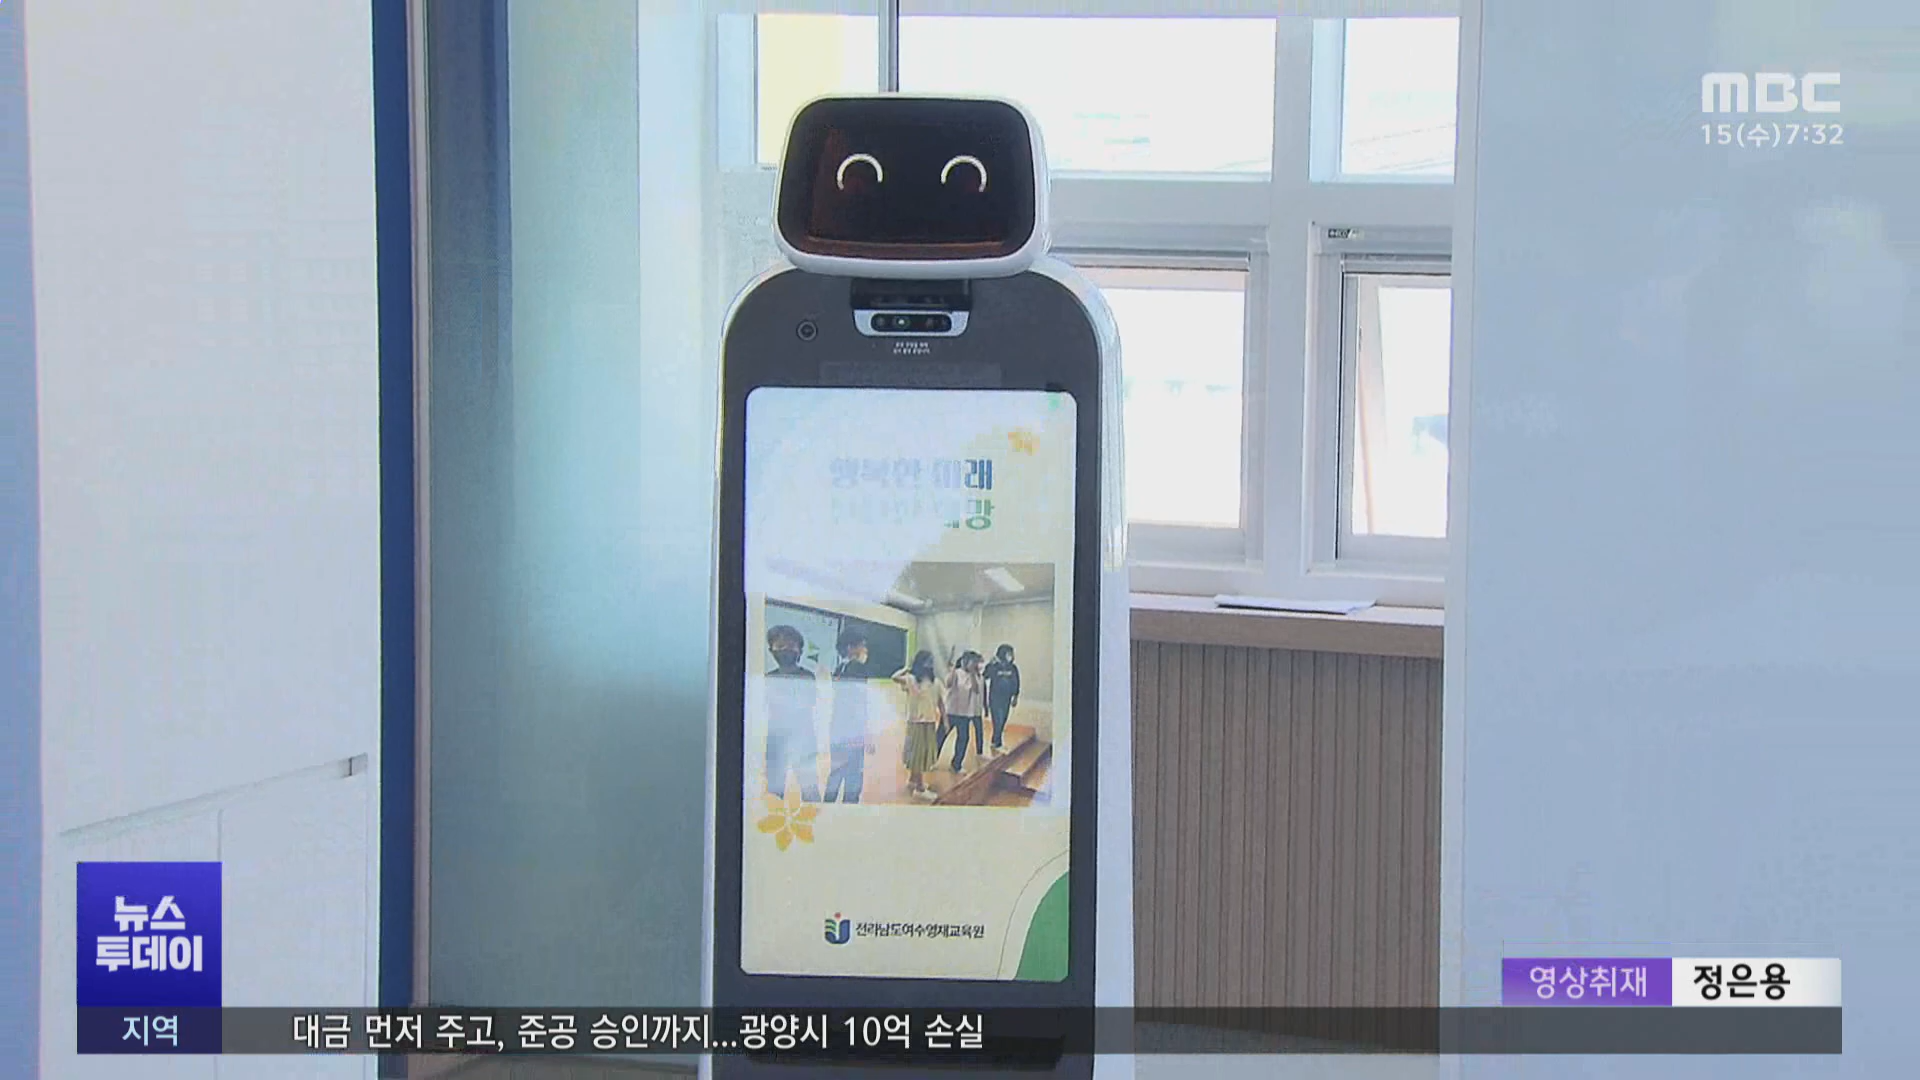 MBC
15(수)7:32
행복한 미래
망
전라남도여수영재교육원
뉴스
투데이
영상취재 정은용
지역 대금 먼저 주고, 준공 승인까지...광양시 10억 손실